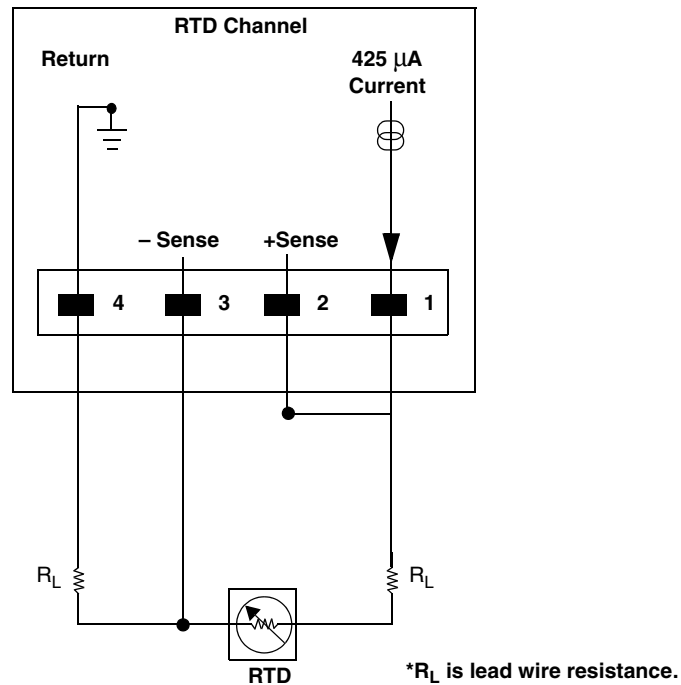 RTD Channel
Return
425 µA
Current
– Sense
+Sense
4
3
2
1
RL
RL
RTD
*RL is lead wire resistance.